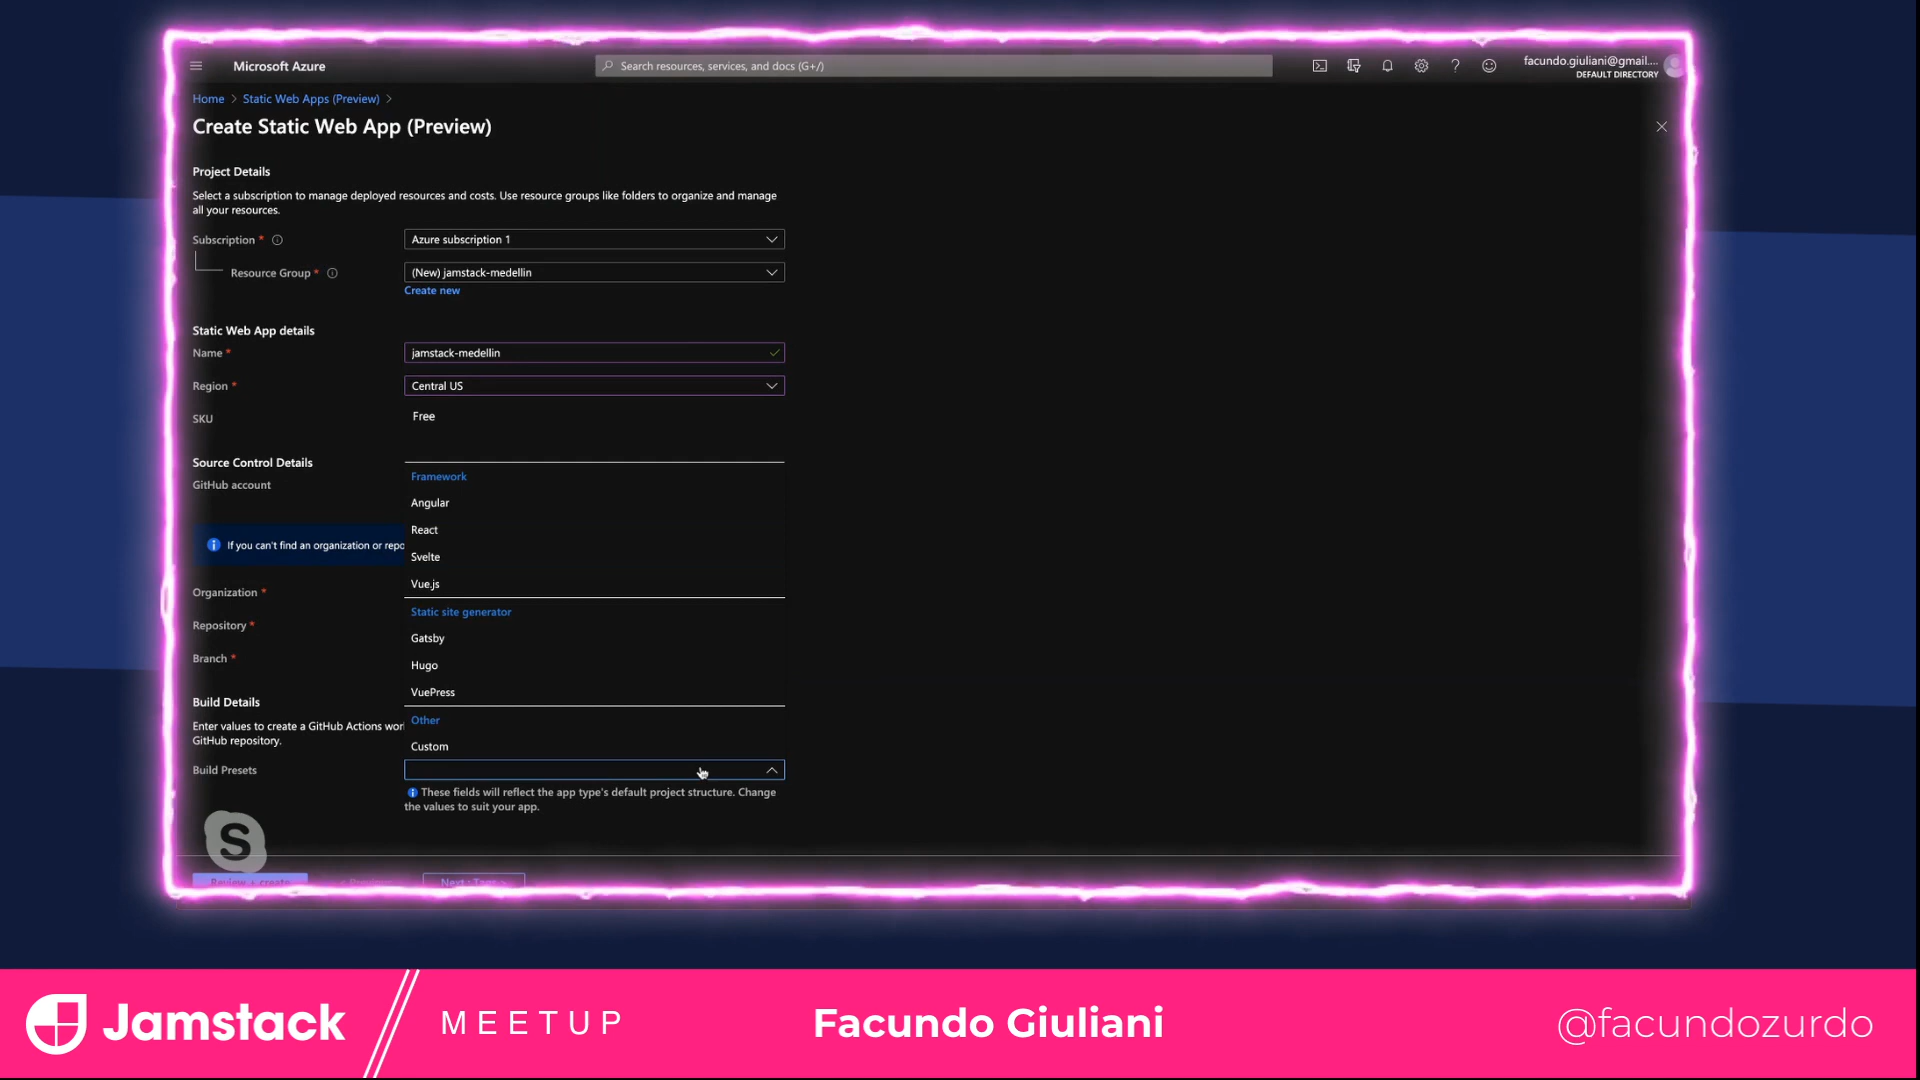 Microsoft Azure
Search resources, services, and docs (G+/)
facundo.giuliani@gmail....
DEFAULT DIRECTORY
Home > Static Web Apps (Preview) >
Create Static Web App (Preview)
Project Details
Select a subscription to manage deployed resources and costs. Use resource groups like folders to organize and manage
all your resources.
Subscription *
Azure subscription 1
Resource Group *
(New) jamstack-medellin
Create new
Static Web App details
Name *
jamstack-medellin
Region *
Central US
SKU
Free
Source Control Details
GitHub account
Framework
Angular
React
Svelte
Vue.js
Static site generator
Gatsby
Hugo
VuePress
Other
Custom
If you can't find an organization or repo
Organization *
Repository *
Branch *
Build Details
Enter values to create a GitHub Actions wor
GitHub repository.
Build Presets
These fields will reflect the app type's default project structure. Change
the values to suit your app.
S
Review + create
< Previous
Next : Tags >
Jamstack
MEETUP
Facundo Giuliani
@facundozurdo